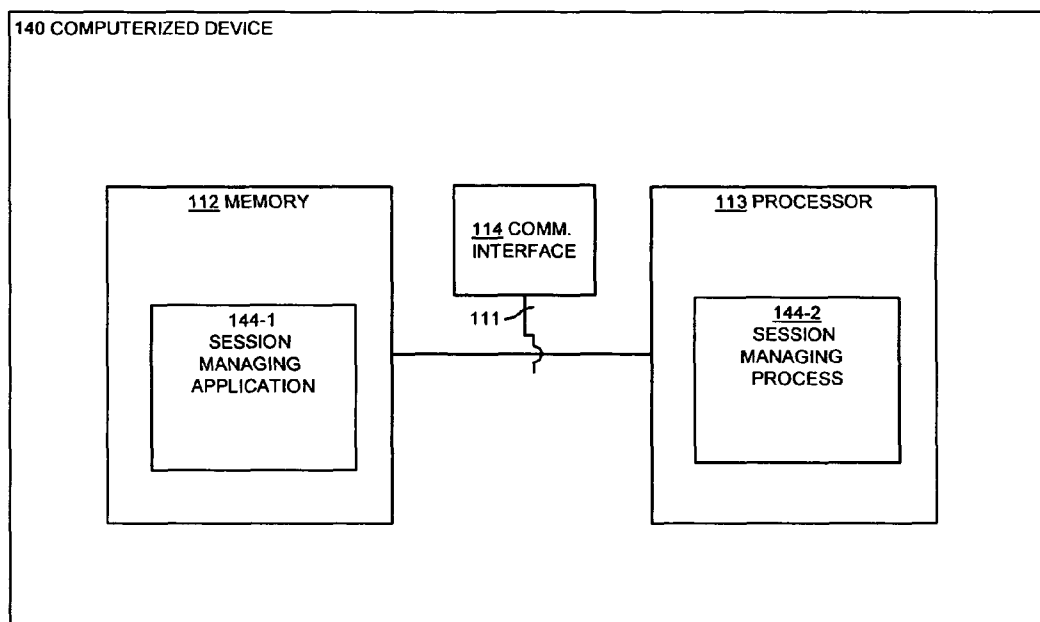 140 COMPUTERIZED DEVICE
112 MEMORY
114 COMM.
INTERFACE
113 PROCESSOR
111
144-1
SESSION
MANAGING
APPLICATION
144-2
SESSION
MANAGING
PROCESS